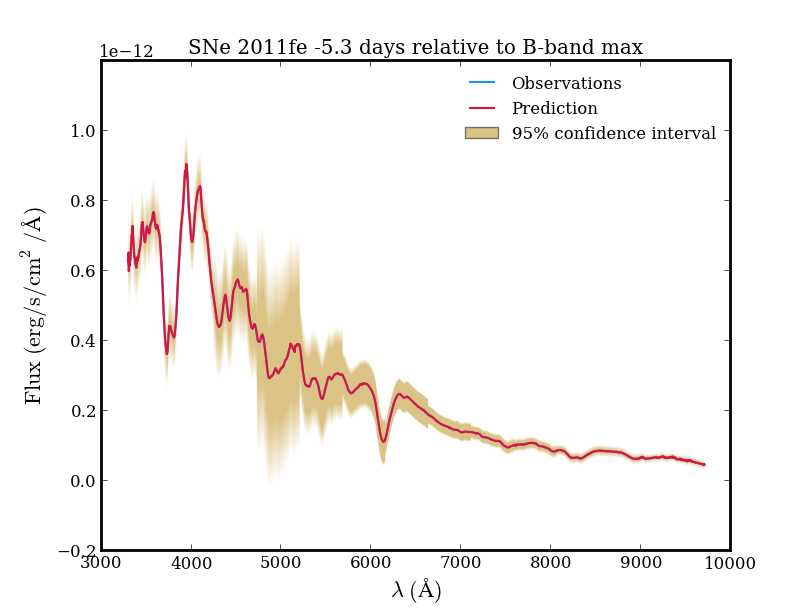 SNe 2011fe -5.3 days relative to B-band max
1e−12
Observations
Prediction
95% confidence interval
1.0
0.8
0.6
0.4
0.2
0.0
−0.2
Flux (erg/s/cm² /Å)
3000 4000 5000 6000 7000 8000 9000 10000
λ (Å)